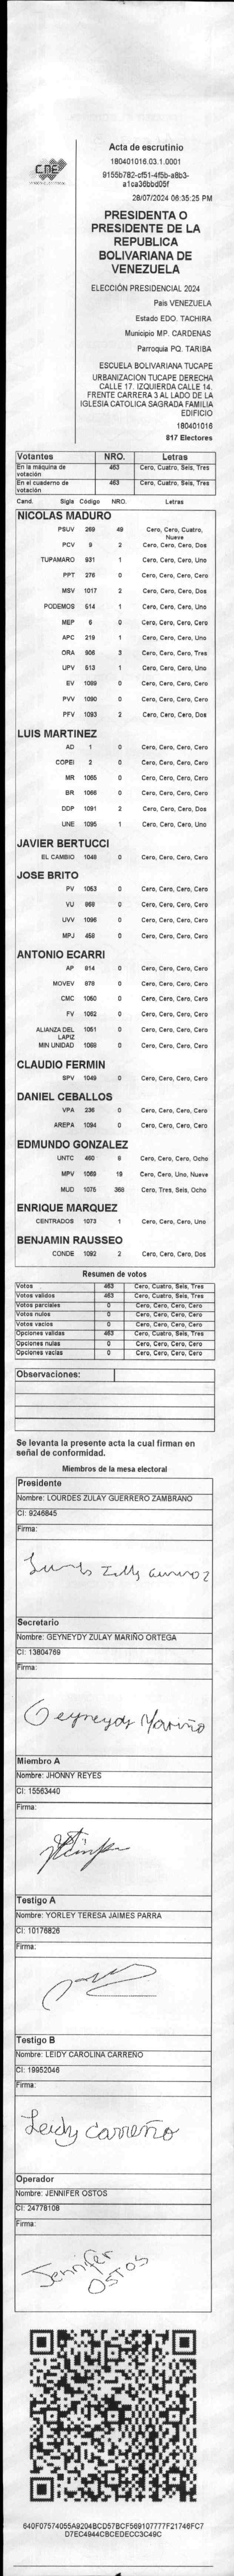 CNE
Acta de escrutinio
180401016.03.1.0001
9155b782-cf51-4f5b-a8b3-
a1ca36bbd05f
28/07/2024 06:35:25 PM
PRESIDENTA O
PRESIDENTE DE LA
REPUBLICA
BOLIVARIANA DE
VENEZUELA
ELECCIÓN PRESIDENCIAL 2024
País VENEZUELA
Estado EDO. TACHIRA
Municipio MP. CARDENAS
Parroquia PQ. TARIBA
ESCUELA BOLIVARIANA TUCAPE
URBANIZACION TUCAPE DERECHA
CALLE 17. IZQUIERDA CALLE 14.
FRENTE CARRERA 3 AL LADO DE LA
IGLESIA CATOLICA SAGRADA FAMILIA
EDIFICIO
180401016
817 Electores
Votantes NRO. Letras
En la máquina de votación 463 Cero, Cuatro, Seis, Tres
En el cuaderno de votación 463 Cero, Cuatro, Seis, Tres
Cand. Sigla Código NRO. Letras
NICOLAS MADURO
PSUV 269 49 Cero, Cero, Cuatro, Nueve
PCV 9 2 Cero, Cero, Cero, Dos
TUPAMARO 931 1 Cero, Cero, Cero, Uno
PPT 276 0 Cero, Cero, Cero, Cero
MSV 1017 2 Cero, Cero, Cero, Dos
PODEMOS 514 1 Cero, Cero, Cero, Uno
MEP 6 0 Cero, Cero, Cero, Cero
APC 219 1 Cero, Cero, Cero, Uno
ORA 906 3 Cero, Cero, Cero, Tres
UPV 513 1 Cero, Cero, Cero, Uno
EV 1089 0 Cero, Cero, Cero, Cero
PVV 1090 0 Cero, Cero, Cero, Cero
PFV 1093 2 Cero, Cero, Cero, Dos
LUIS MARTINEZ
AD 1 0 Cero, Cero, Cero, Cero
COPEI 2 0 Cero, Cero, Cero, Cero
MR 1065 0 Cero, Cero, Cero, Cero
BR 1066 0 Cero, Cero, Cero, Cero
DDP 1091 2 Cero, Cero, Cero, Dos
UNE 1095 1 Cero, Cero, Cero, Uno
JAVIER BERTUCCI
EL CAMBIO 1048 0 Cero, Cero, Cero, Cero
JOSE BRITO
PV 1053 0 Cero, Cero, Cero, Cero
VU 968 0 Cero, Cero, Cero, Cero
UVV 1096 0 Cero, Cero, Cero, Cero
MPJ 458 0 Cero, Cero, Cero, Cero
ANTONIO ECARRI
AP 814 0 Cero, Cero, Cero, Cero
MOVEV 878 0 Cero, Cero, Cero, Cero
CMC 1050 0 Cero, Cero, Cero, Cero
FV 1062 0 Cero, Cero, Cero, Cero
ALIANZA DEL LAPIZ 1051 0 Cero, Cero, Cero, Cero
MIN UNIDAD 1068 0 Cero, Cero, Cero, Cero
CLAUDIO FERMIN
SPV 1049 0 Cero, Cero, Cero, Cero
DANIEL CEBALLOS
VPA 236 0 Cero, Cero, Cero, Cero
AREPA 1094 0 Cero, Cero, Cero, Cero
EDMUNDO GONZALEZ
UNTC 460 8 Cero, Cero, Cero, Ocho
MPV 1069 19 Cero, Cero, Uno, Nueve
MUD 1075 368 Cero, Tres, Seis, Ocho
ENRIQUE MARQUEZ
CENTRADOS 1073 1 Cero, Cero, Cero, Uno
BENJAMIN RAUSSEO
CONDE 1082 2 Cero, Cero, Cero, Dos
Resumen de votos
Votos 463 Cero, Cuatro, Seis, Tres
Votos validos 463 Cero, Cuatro, Seis, Tres
Votos parciales 0 Cero, Cero, Cero, Cero
Votos nulos 0 Cero, Cero, Cero, Cero
Votos vacios 0 Cero, Cero, Cero, Cero
Opciones validas 463 Cero, Cuatro, Seis, Tres
Opciones nulas 0 Cero, Cero, Cero, Cero
Opciones vacias 0 Cero, Cero, Cero, Cero
Observaciones:
Se levanta la presente acta la cual firman en
señal de conformidad.
Miembros de la mesa electoral
Presidente
Nombre: LOURDES ZULAY GUERRERO ZAMBRANO
CI: 9246845
Firma:
Secretario
Nombre: GEYNEYDY ZULAY MARIÑO ORTEGA
CI: 13804769
Firma:
Geyneydy Mariño
Miembro A
Nombre: JHONNY REYES
CI: 15563440
Firma:
Testigo A
Nombre: YORLEY TERESA JAIMES PARRA
CI: 10176826
Firma:
Testigo B
Nombre: LEIDY CAROLINA CARREÑO
CI: 19952046
Firma:
Leidy Carreño
Operador
Nombre: JENNIFER OSTOS
CI: 24778108
Firma:
Jennifer
OSTOS
640F07574055A9204BCD57BCF569107777F21746FC7
D7EC4944CBCEDECC3C49C